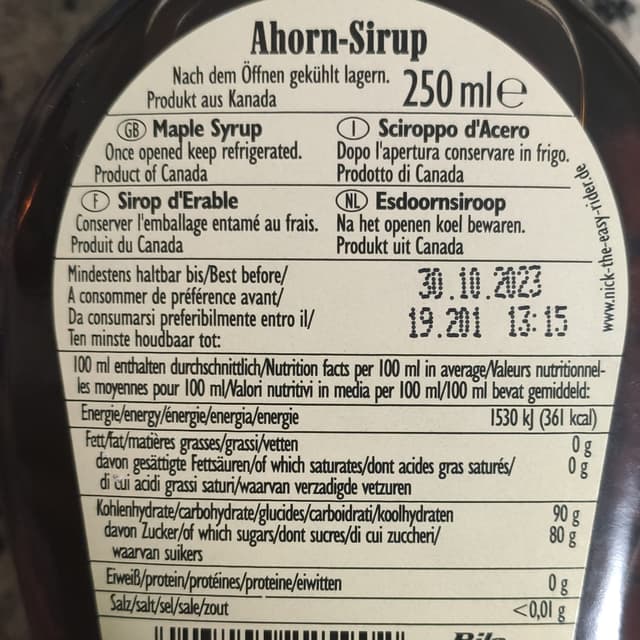 Ahorn-Sirup
Nach dem Öffnen gekühlt lagern.
Produkt aus Kanada
250 ml e
GB Maple Syrup
Once opened keep refrigerated.
Product of Canada
I Sciroppo d'Acero
Dopo l'apertura conservare in frigo.
Prodotto di Canada
F Sirop d'Erable
Conserver l'emballage entamé au frais.
Produit du Canada
NL Esdoornsiroop
Na het openen koel bewaren.
Produkt uit Canada
www.nick-the-easy-rider.de
Mindestens haltbar bis/Best before/
A consommer de préférence avant/
Da consumarsi preferibilmente entro il/
Ten minste houdbaar tot:
30.10.2023
19.201 13:15
100 ml enthalten durchschnittlich/Nutrition facts per 100 ml in average/Valeurs nutritionnel-
les moyennes pour 100 ml/Valori nutritivi in media per 100 ml/100 ml bevat gemiddeld:
Energie/energy/énergie/energia/energie 1530 kJ (361 kcal)
Fett/fat/matières grasses/grassi/vetten 0 g
davon gesättigte Fettsäuren/of which saturates/dont acides gras saturés/ 0 g
di cui acidi grassi saturi/waarvan verzadigde vetzuren
Kohlenhydrate/carbohydrate/glucides/carboidrati/koolhydraten 90 g
davon Zucker/of which sugars/dont sucres/di cui zuccheri/ 80 g
waarvan suikers
Eiweiß/protein/protéines/proteine/eiwitten 0 g
Salz/salt/sel/sale/zout <0,01 g